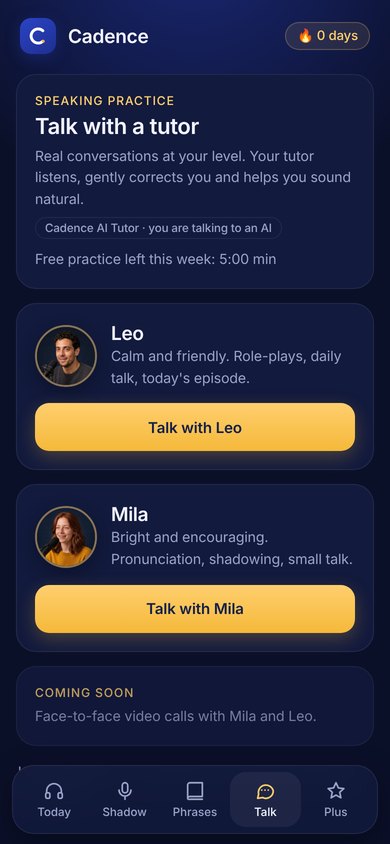 C Cadence
🔥 0 days
SPEAKING PRACTICE
Talk with a tutor
Real conversations at your level. Your tutor
listens, gently corrects you and helps you sound
natural.
Cadence AI Tutor · you are talking to an AI
Free practice left this week: 5:00 min
Leo
Calm and friendly. Role-plays, daily
talk, today's episode.
Talk with Leo
Mila
Bright and encouraging.
Pronunciation, shadowing, small talk.
Talk with Mila
COMING SOON
Face-to-face video calls with Mila and Leo.
Today
Shadow
Phrases
Talk
Plus